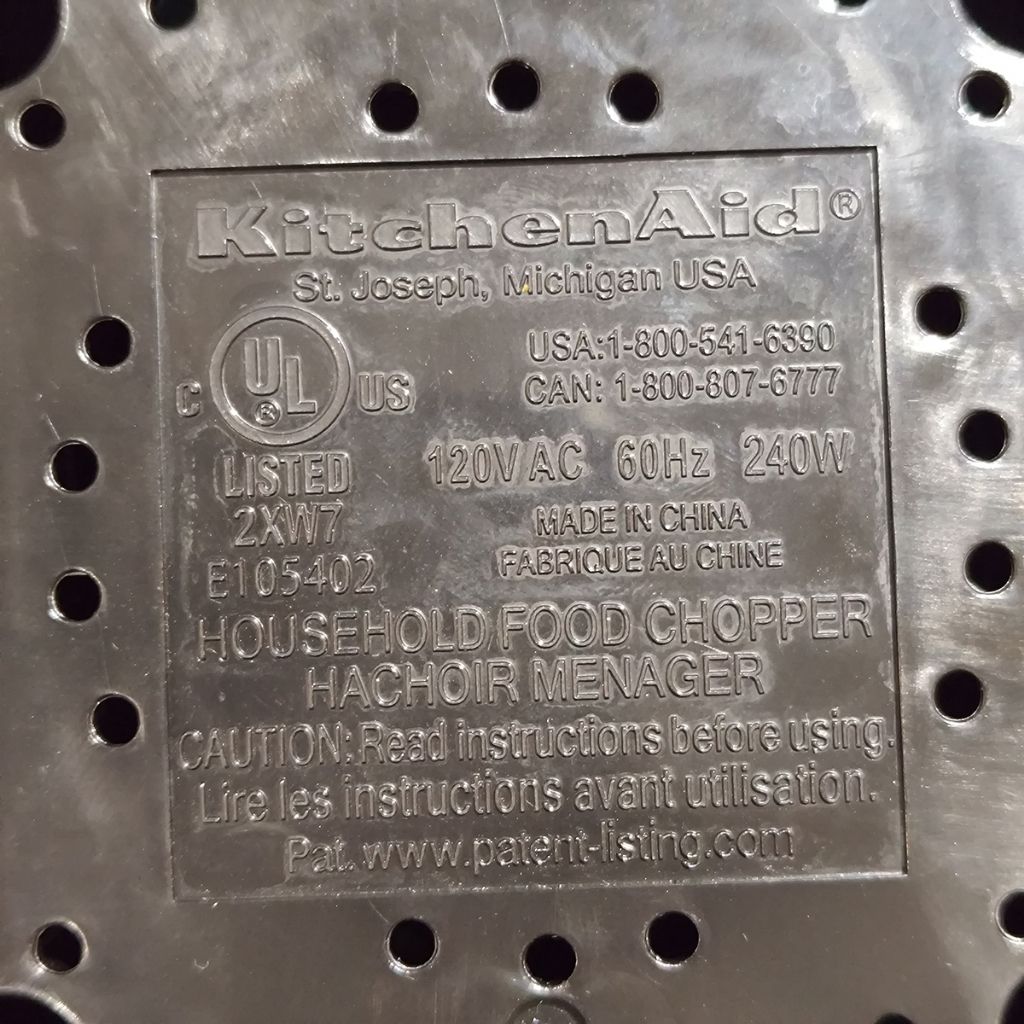 KitchenAid®
St. Joseph, Michigan USA
C UL® US
USA:1-800-541-6390
CAN: 1-800-807-6777
LISTED
2XW7
E105402
120V AC 60Hz 240W
MADE IN CHINA
FABRIQUE AU CHINE
HOUSEHOLD FOOD CHOPPER
HACHOIR MENAGER
CAUTION: Read instructions before using.
Lire les instructions avant utilisation.
Pat. www.patent-listing.com